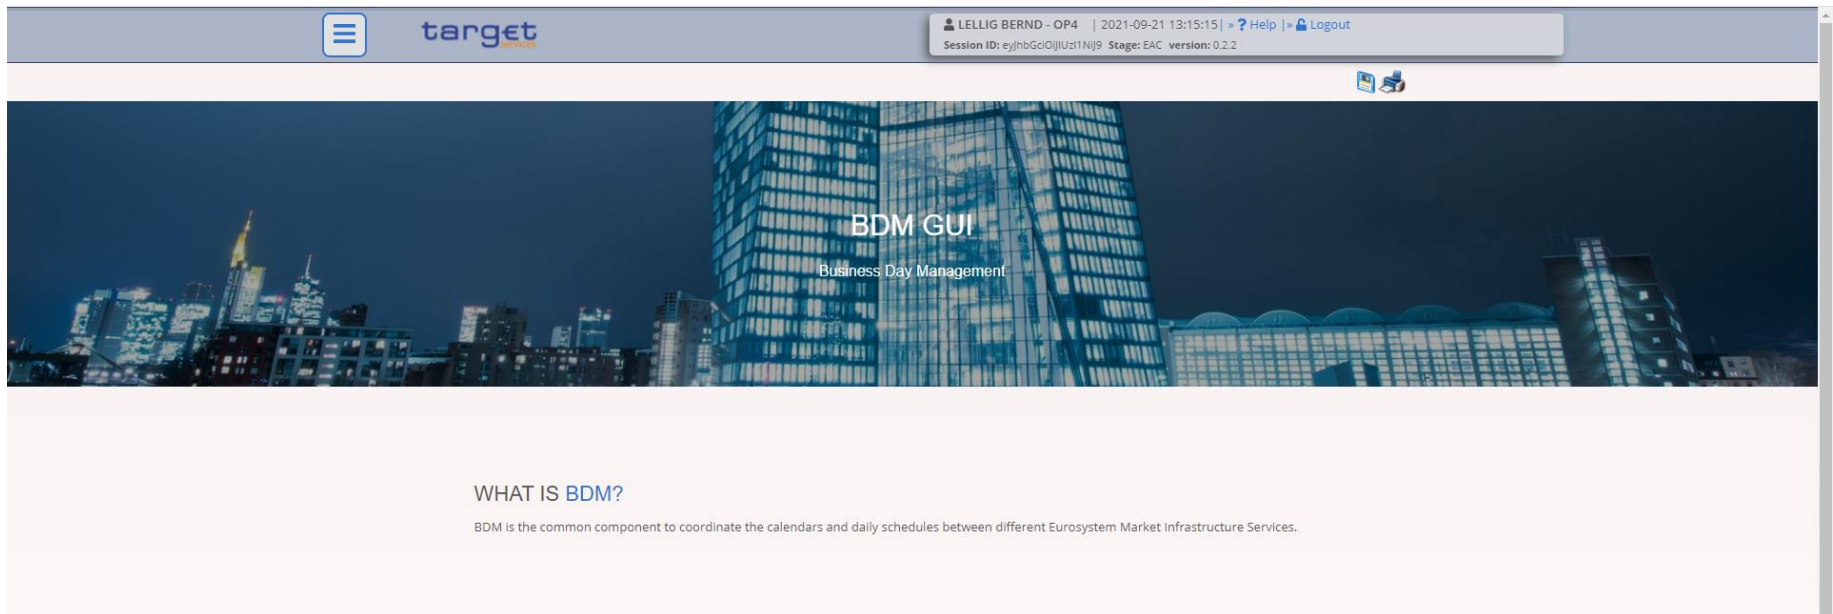 target
services
LELLIG BERND - OP4 | 2021-09-21 13:15:15| » ? Help |» Logout
Session ID: eyJhbGciOiJIUzI1NiJ9 Stage: EAC version: 0.2.2
BDM GUI
Business Day Management
WHAT IS BDM?
BDM is the common component to coordinate the calendars and daily schedules between different Eurosystem Market Infrastructure Services.